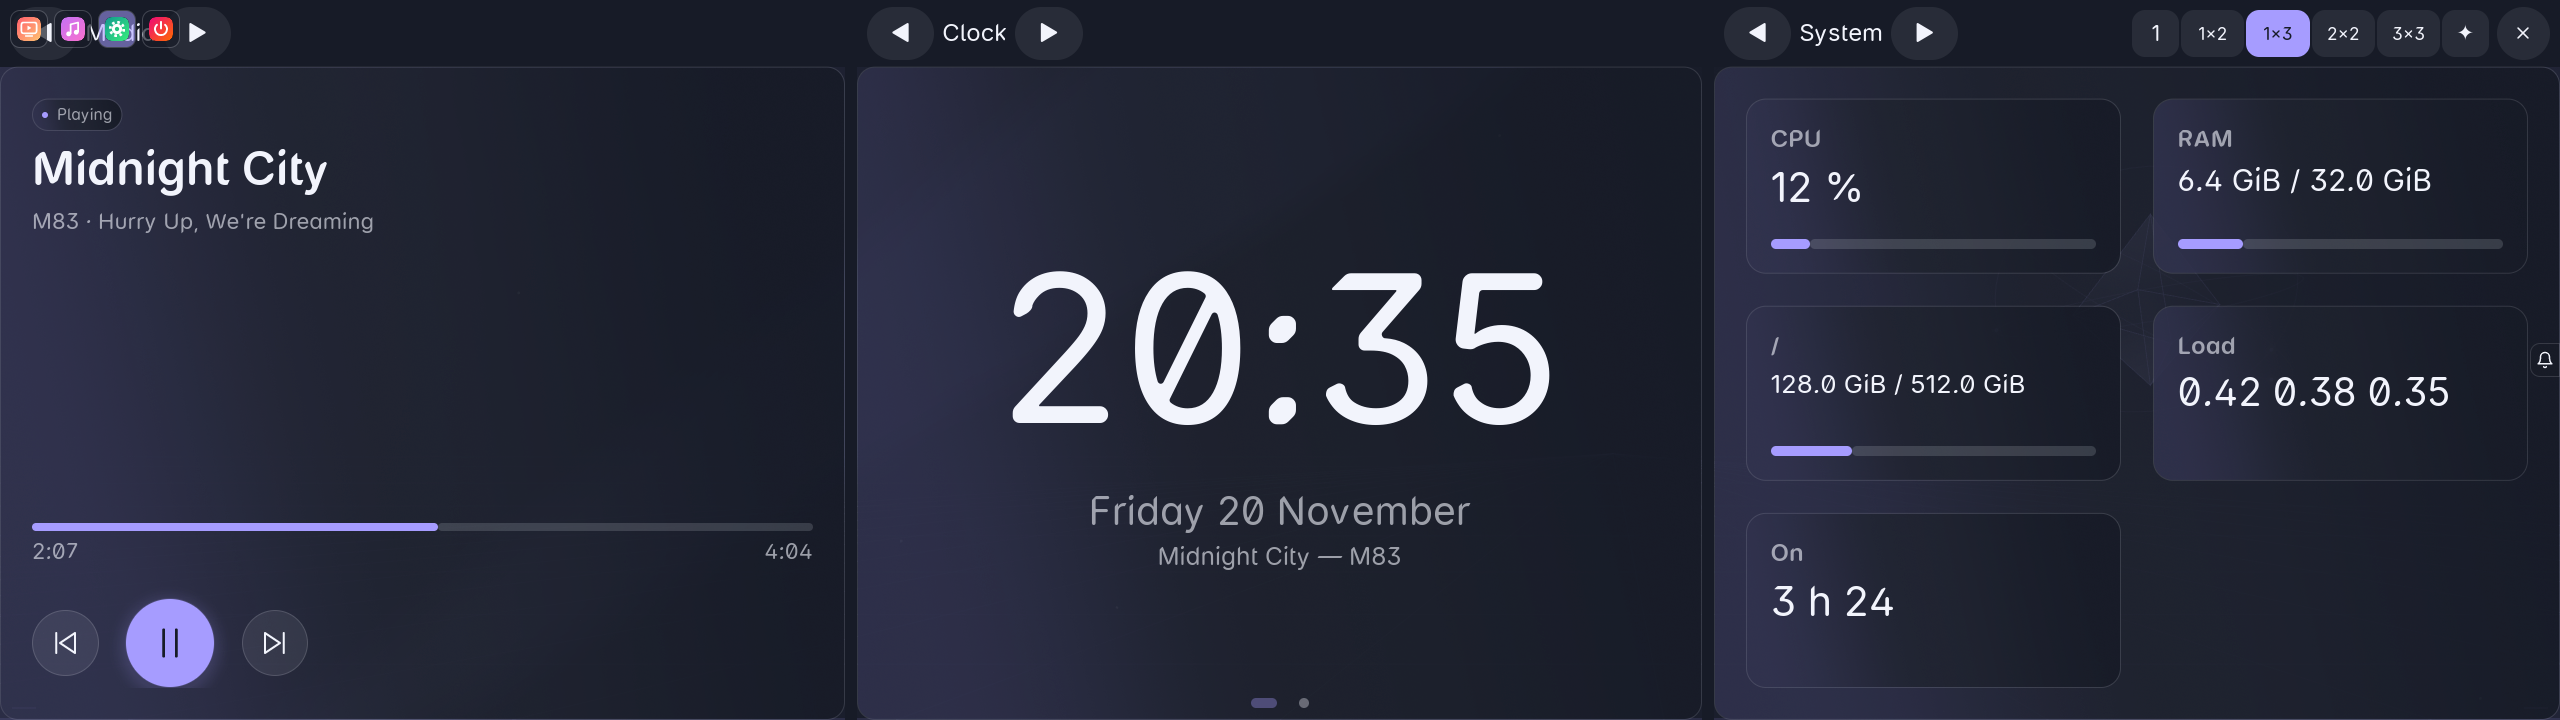 Clock
System
1
1×2
1×3
2×2
3×3
Playing
Midnight City
M83 · Hurry Up, We're Dreaming
2:07
4:04
20:35
Friday 20 November
Midnight City — M83
CPU
12 %
RAM
6.4 GiB / 32.0 GiB
/
128.0 GiB / 512.0 GiB
Load
0.42 0.38 0.35
On
3 h 24